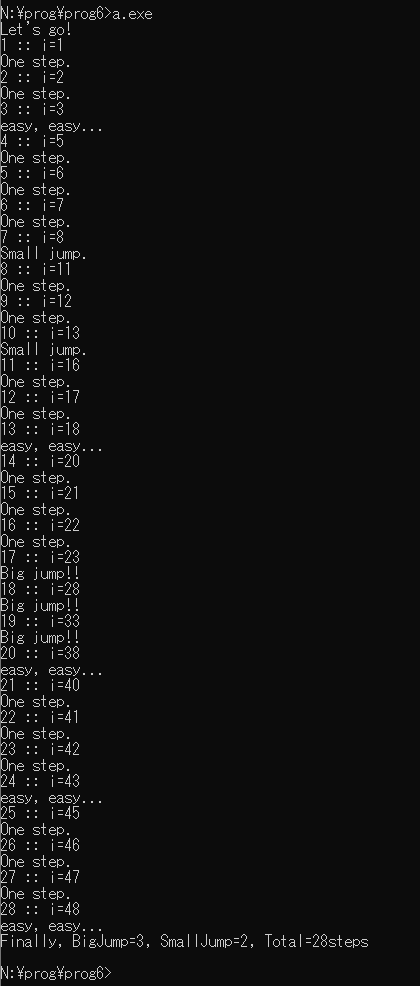 N:¥prog¥prog6>a.exe
Let's go!
1 :: i=1
One step.
2 :: i=2
One step.
3 :: i=3
easy, easy...
4 :: i=5
One step.
5 :: i=6
One step.
6 :: i=7
One step.
7 :: i=8
Small jump.
8 :: i=11
One step.
9 :: i=12
One step.
10 :: i=13
Small jump.
11 :: i=16
One step.
12 :: i=17
One step.
13 :: i=18
easy, easy...
14 :: i=20
One step.
15 :: i=21
One step.
16 :: i=22
One step.
17 :: i=23
Big jump!!
18 :: i=28
Big jump!!
19 :: i=33
Big jump!!
20 :: i=38
easy, easy...
21 :: i=40
One step.
22 :: i=41
One step.
23 :: i=42
One step.
24 :: i=43
easy, easy...
25 :: i=45
One step.
26 :: i=46
One step.
27 :: i=47
One step.
28 :: i=48
easy, easy...
Finally, BigJump=3, SmallJump=2, Total=28steps
N:¥prog¥prog6>